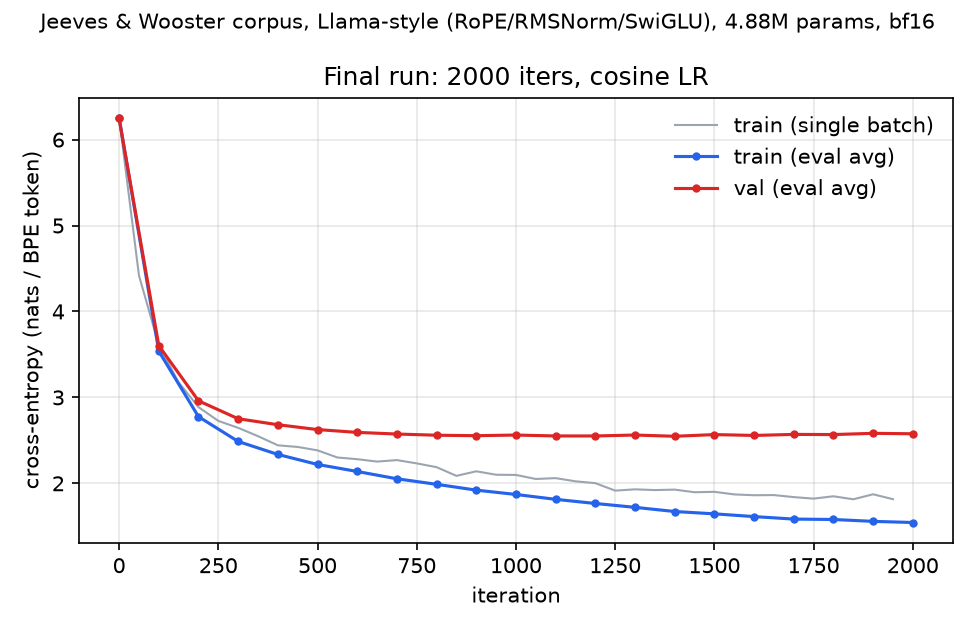 Jeeves & Wooster corpus, Llama-style (RoPE/RMSNorm/SwiGLU), 4.88M params, bf16
Final run: 2000 iters, cosine LR
train (single batch)
train (eval avg)
val (eval avg)
cross-entropy (nats / BPE token)
6
5
4
3
2
0 250 500 750 1000 1250 1500 1750 2000
iteration